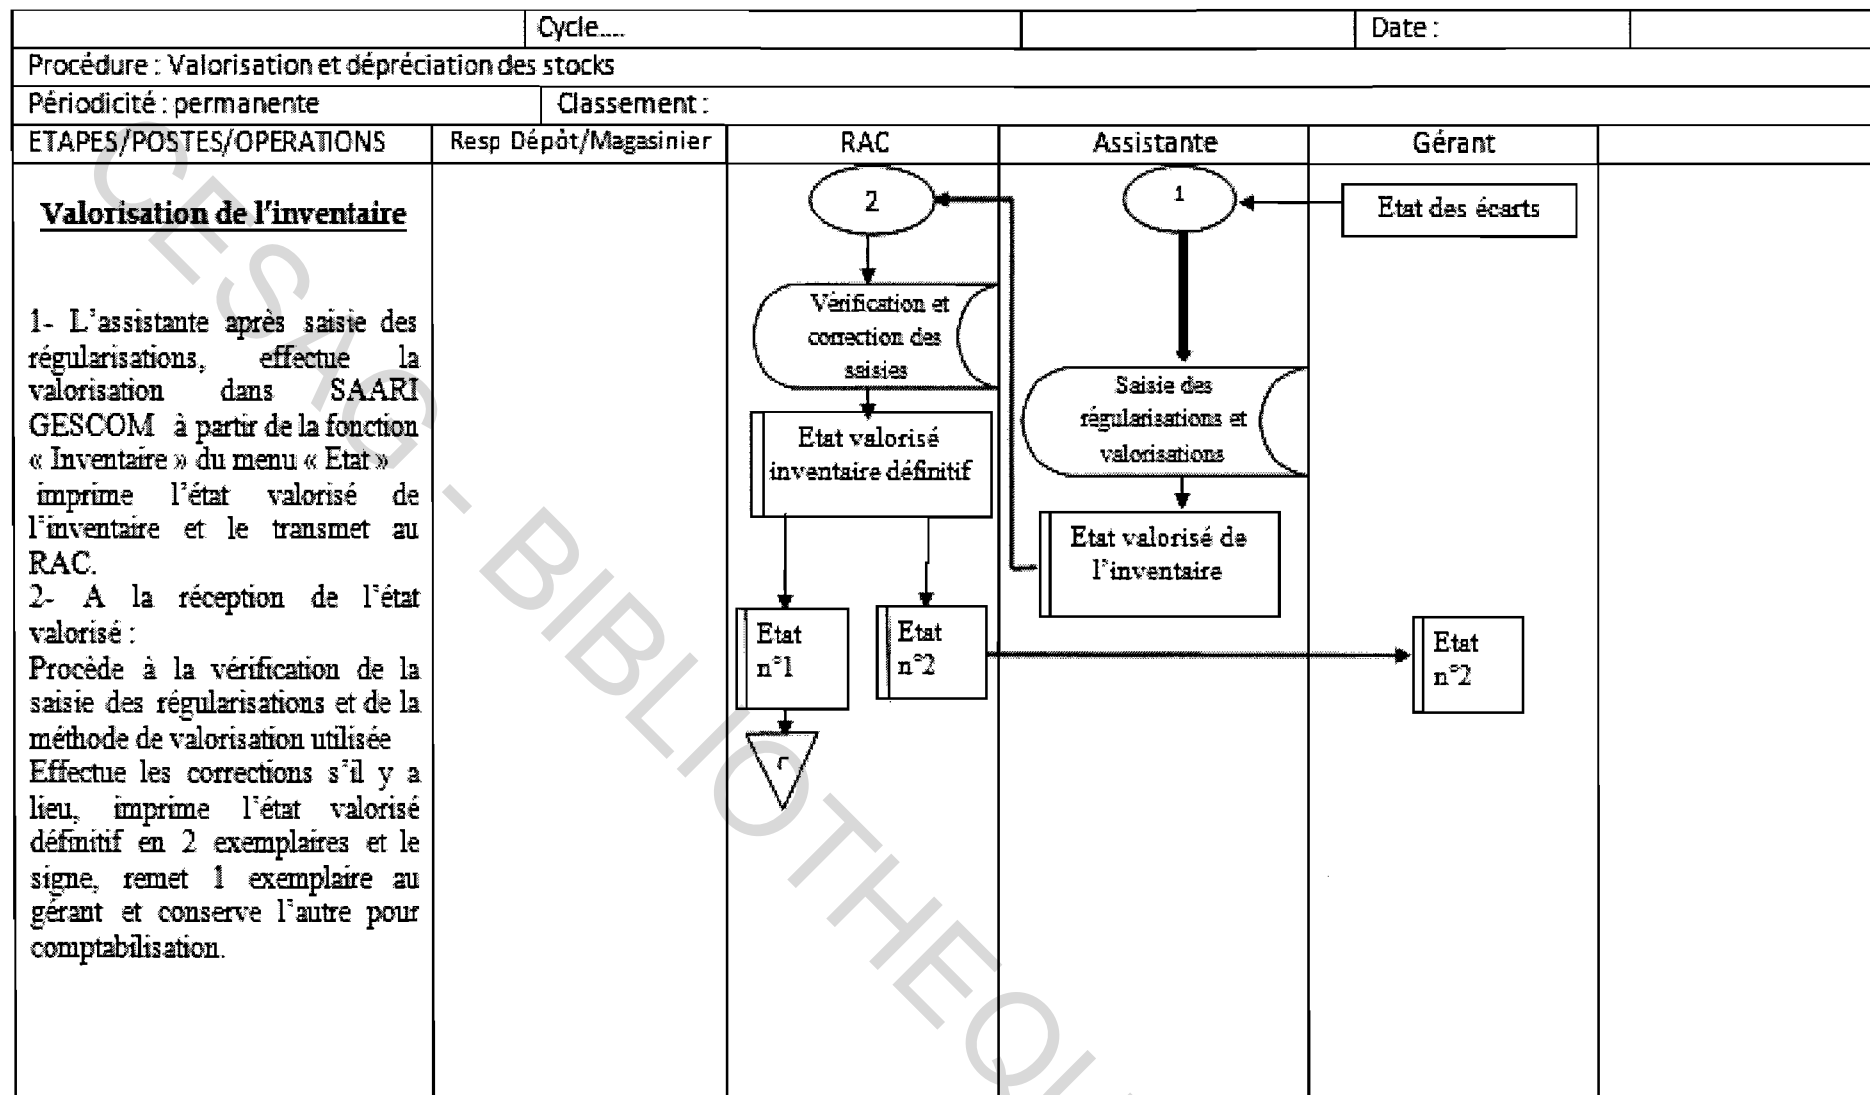 Cycle.... Date :
Procédure : Valorisation et dépréciation des stocks
Périodicité : permanente Classement :
ETAPES/POSTES/OPERATIONS Resp Dépôt/Magasinier RAC Assistante Gérant
Valorisation de l'inventaire
1- L'assistante après saisie des
régularisations, effectue la
valorisation dans SAARI
GESCOM à partir de la fonction
« Inventaire » du menu « Etat »
imprime l'état valorisé de
l'inventaire et le transmet au
RAC.
2- A la réception de l'état
valorisé :
Procède à la vérification de la
saisie des régularisations et de la
méthode de valorisation utilisée
Effectue les corrections s'il y a
lieu, imprime l'état valorisé
définitif en 2 exemplaires et le
signe, remet 1 exemplaire au
gérant et conserve l'autre pour
comptabilisation.
2
Vérification et
correction des
saisies
Etat valorisé
inventaire définitif
Etat
n°1
Etat
n°2
1
Saisie des
régularisations et
valorisations
Etat valorisé de
l'inventaire
Etat des écarts
Etat
n°2
CESAG - BIBLIOTHEQU